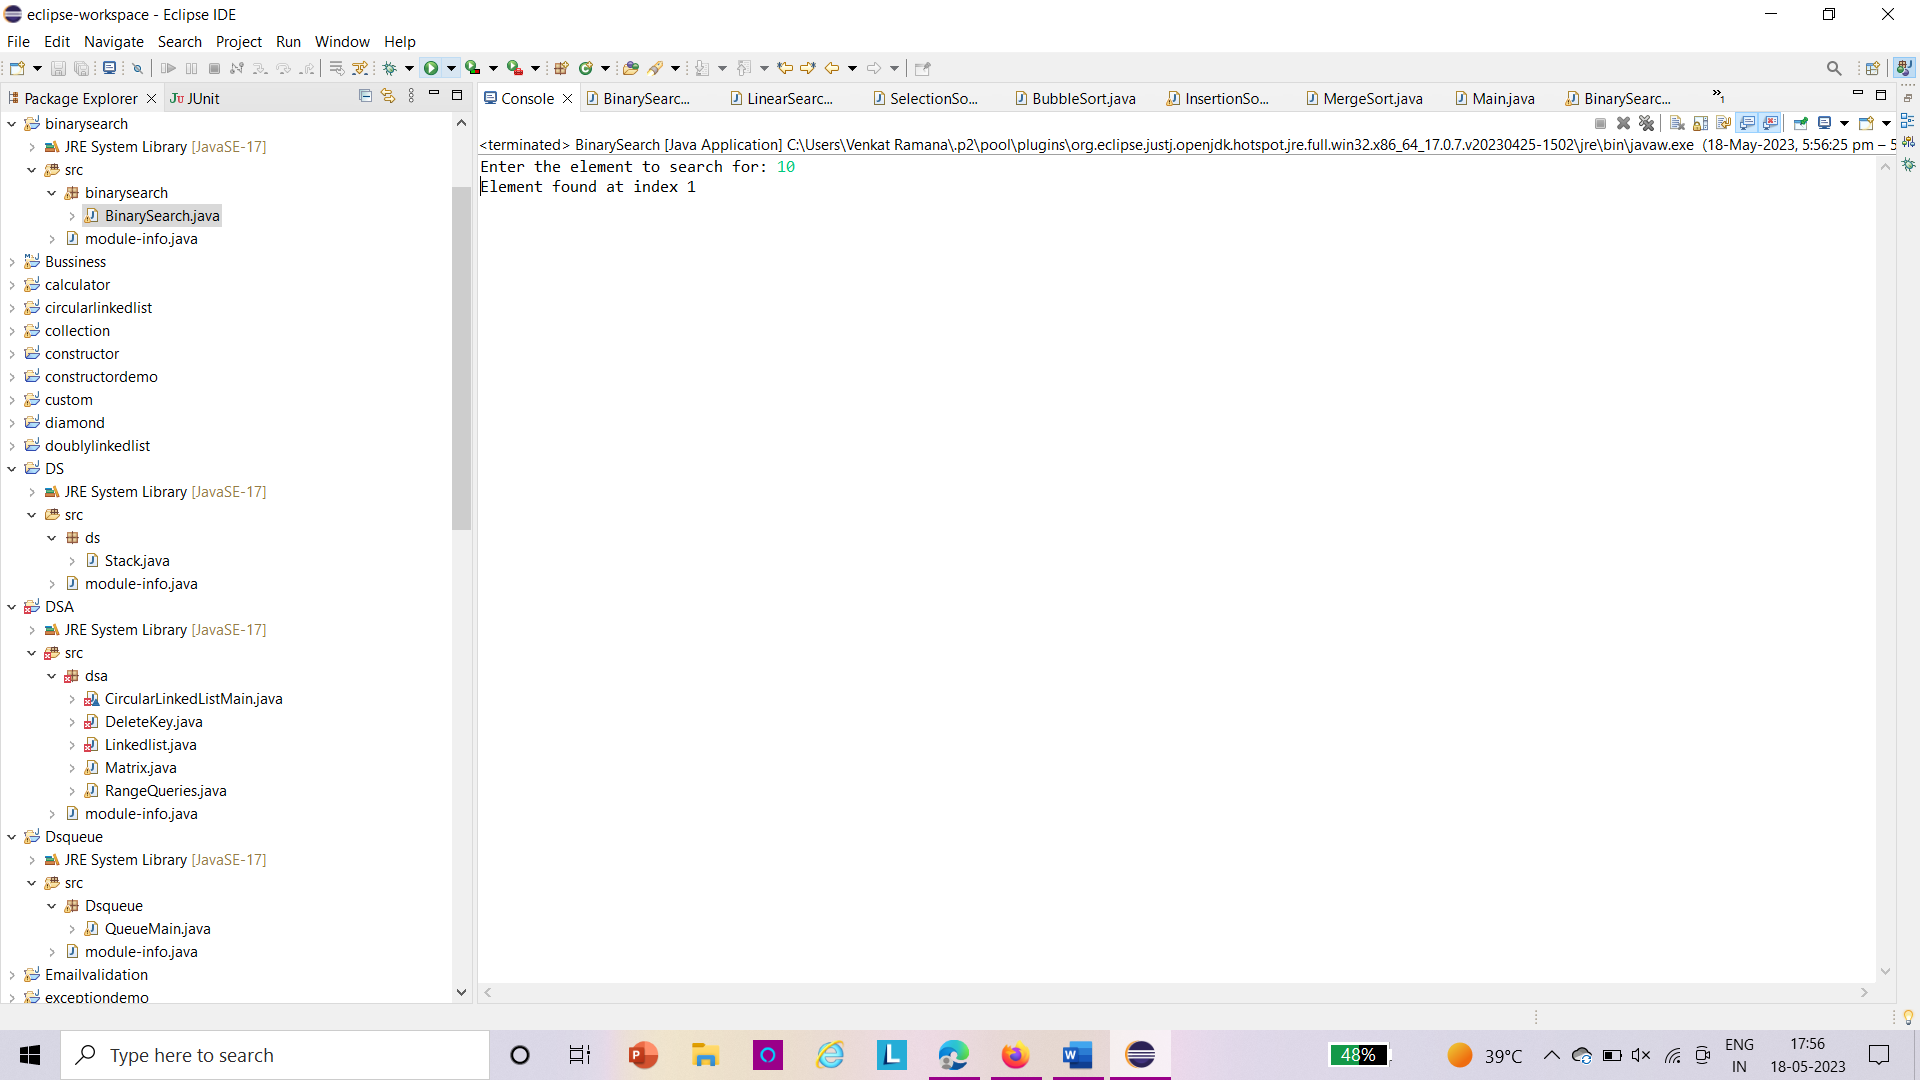 eclipse-workspace - Eclipse IDE
File Edit Navigate Search Project Run Window Help
Package Explorer JUnit
Console BinarySearc... LinearSearc... SelectionSo... BubbleSort.java InsertionSo... MergeSort.java Main.java BinarySearc... »1
<terminated> BinarySearch [Java Application] C:\Users\Venkat Ramana\.p2\pool\plugins\org.eclipse.justj.openjdk.hotspot.jre.full.win32.x86_64_17.0.7.v20230425-1502\jre\bin\javaw.exe (18-May-2023, 5:56:25 pm – 5
Enter the element to search for: 10
Element found at index 1
binarysearch
JRE System Library [JavaSE-17]
src
binarysearch
BinarySearch.java
module-info.java
Bussiness
calculator
circularlinkedlist
collection
constructor
constructordemo
custom
diamond
doublylinkedlist
DS
JRE System Library [JavaSE-17]
src
ds
Stack.java
module-info.java
DSA
JRE System Library [JavaSE-17]
src
dsa
CircularLinkedListMain.java
DeleteKey.java
Linkedlist.java
Matrix.java
RangeQueries.java
module-info.java
Dsqueue
JRE System Library [JavaSE-17]
src
Dsqueue
QueueMain.java
module-info.java
Emailvalidation
exceptiondemo
Type here to search
48%
39°C
ENG
IN
17:56
18-05-2023